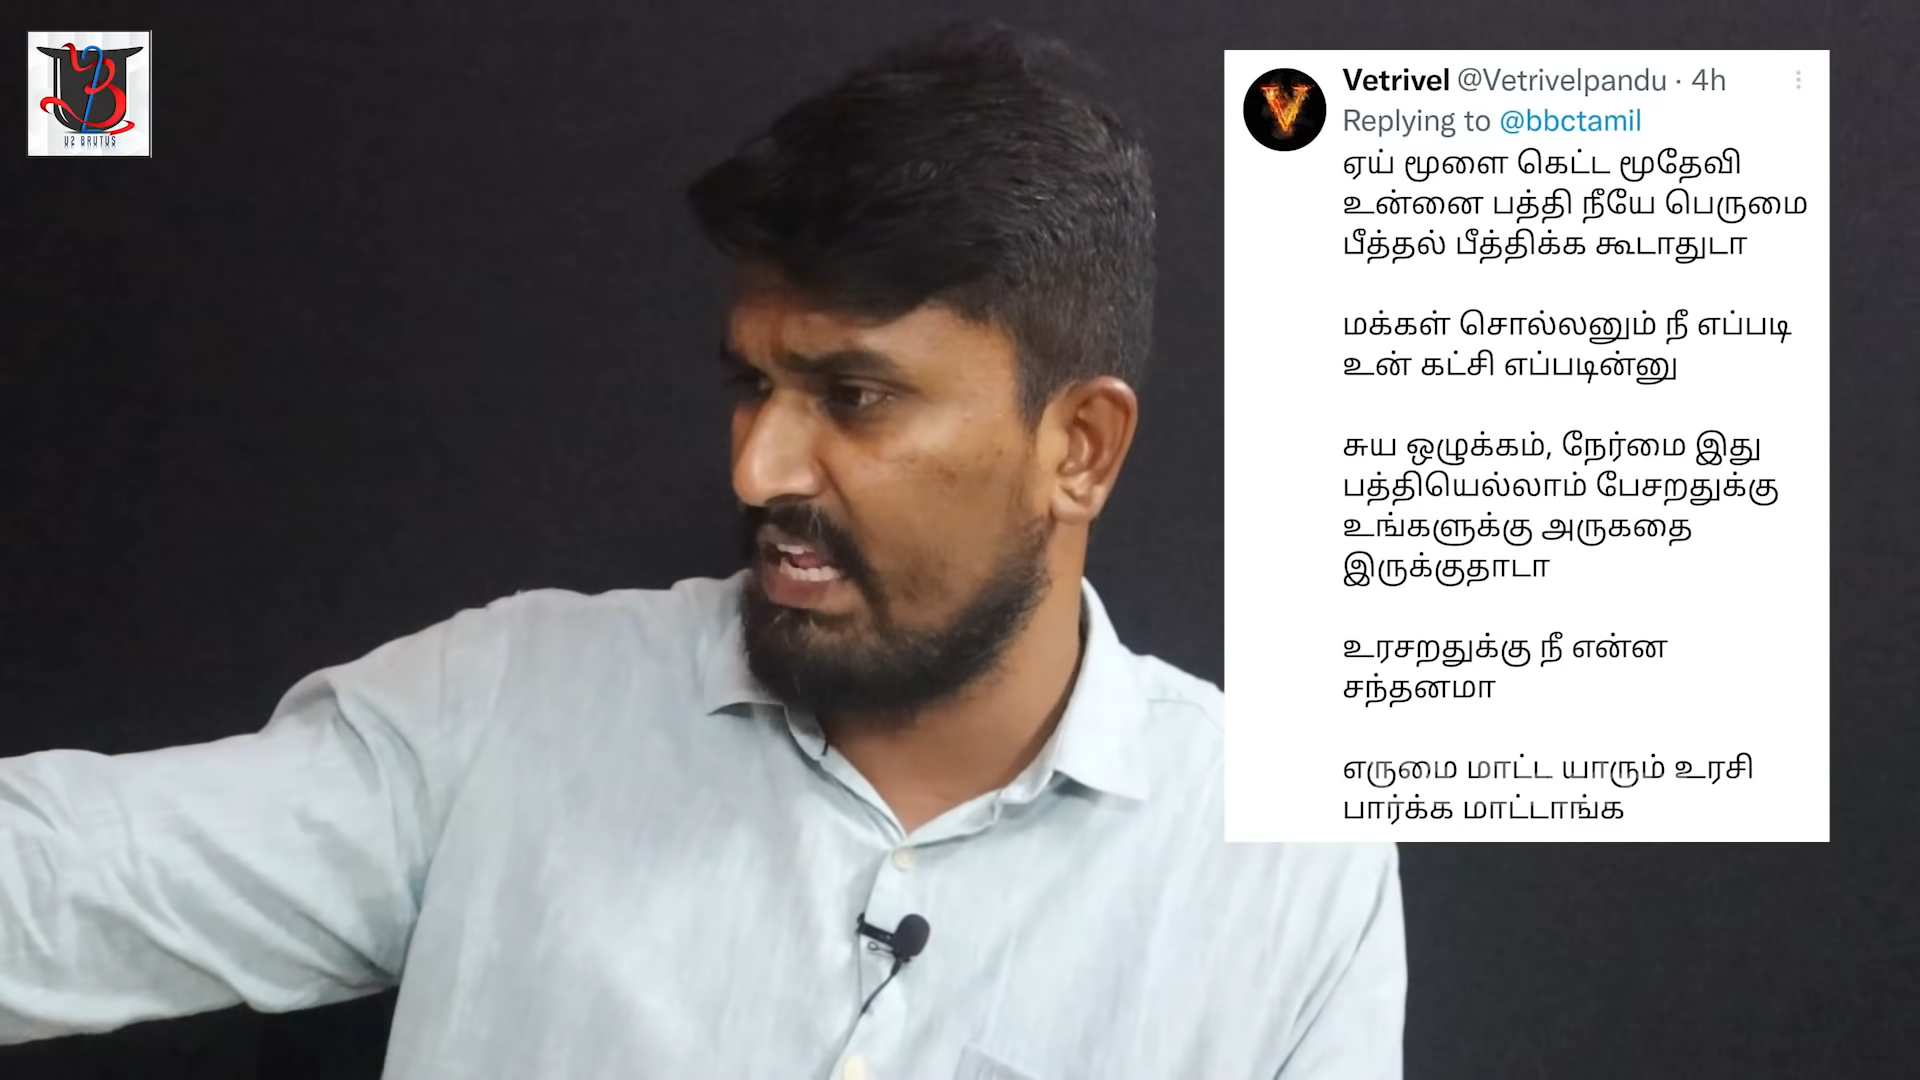 U2 BRUTUS
Vetrivel @Vetrivelpandu · 4h
Replying to @bbctamil
ஏய் மூளை கெட்ட மூதேவி
உன்னை பத்தி நீயே பெருமை
பீத்தல் பீத்திக்க கூடாதுடா
மக்கள் சொல்லனும் நீ எப்படி
உன் கட்சி எப்படின்னு
சுய ஒழுக்கம், நேர்மை இது
பத்தியெல்லாம் பேசறதுக்கு
உங்களுக்கு அருகதை
இருக்குதாடா
உரசறதுக்கு நீ என்ன
சந்தனமா
எருமை மாட்ட யாரும் உரசி
பார்க்க மாட்டாங்க